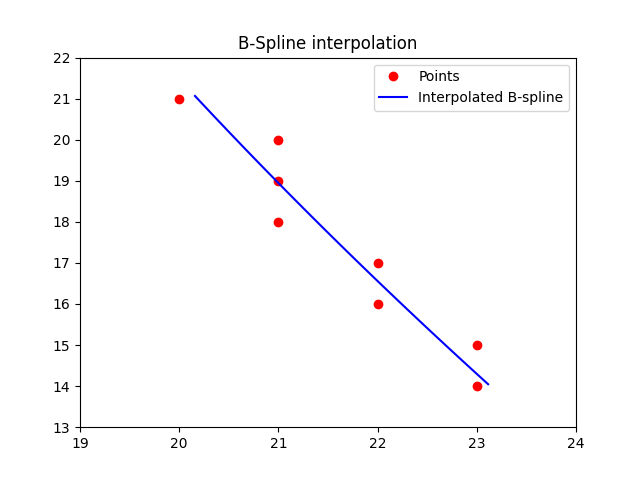 B-Spline interpolation
Points
Interpolated B-spline
22
21
20
19
18
17
16
15
14
13
19 20 21 22 23 24